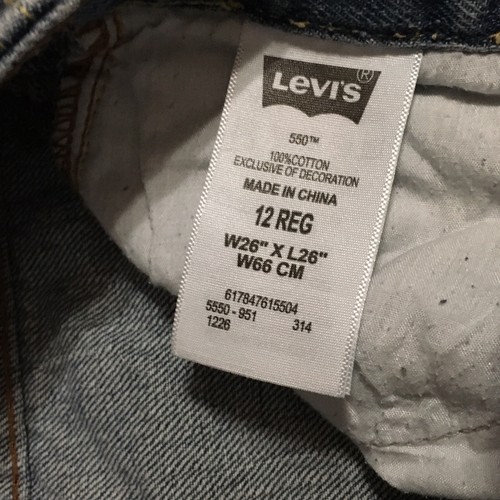 LEVI'S®
550™
100%COTTON
EXCLUSIVE OF DECORATION
MADE IN CHINA
12 REG
W26" X L26"
W66 CM
617847615504
5550 - 951 314
1226